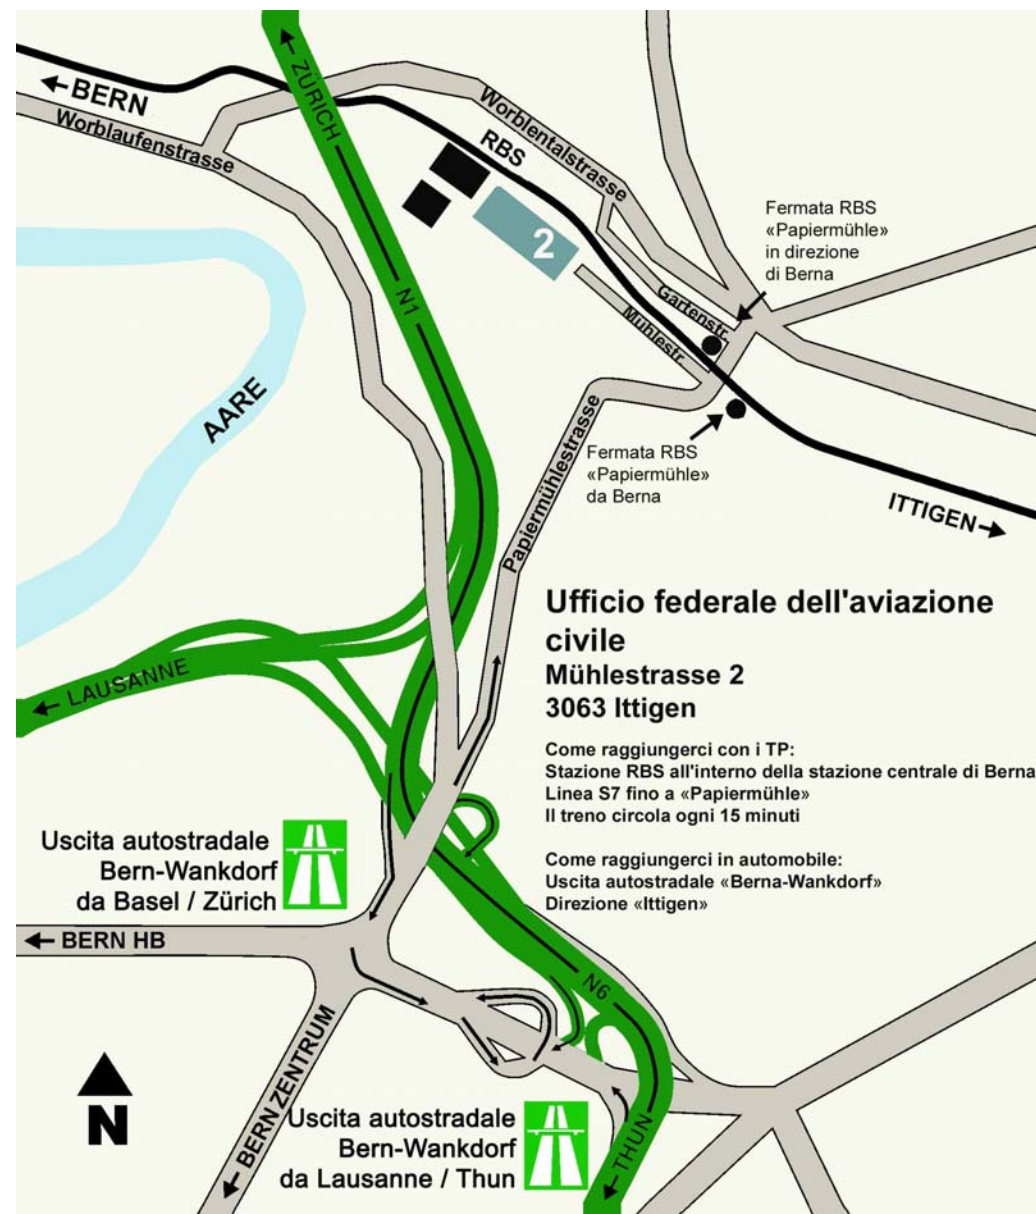 ZÜRICH
BERN
Worblaufenstrasse
Worblentalstrasse
RBS
Fermata RBS
«Papiermühle»
in direzione
di Berna
2
N1
Gartenstr.
Mühlestr.
AARE
Papiermühlestrasse
Fermata RBS
«Papiermühle»
da Berna
ITTIGEN
Ufficio federale dell'aviazione
civile
Mühlestrasse 2
3063 Ittigen
LAUSANNE
Come raggiungerci con i TP:
Stazione RBS all'interno della stazione centrale di Berna
Linea S7 fino a «Papiermühle»
Il treno circola ogni 15 minuti
Uscita autostradale
Bern-Wankdorf
da Basel / Zürich
Come raggiungerci in automobile:
Uscita autostradale «Berna-Wankdorf»
Direzione «Ittigen»
BERN HB
N6
BERN ZENTRUM
N
Uscita autostradale
Bern-Wankdorf
da Lausanne / Thun
THUN